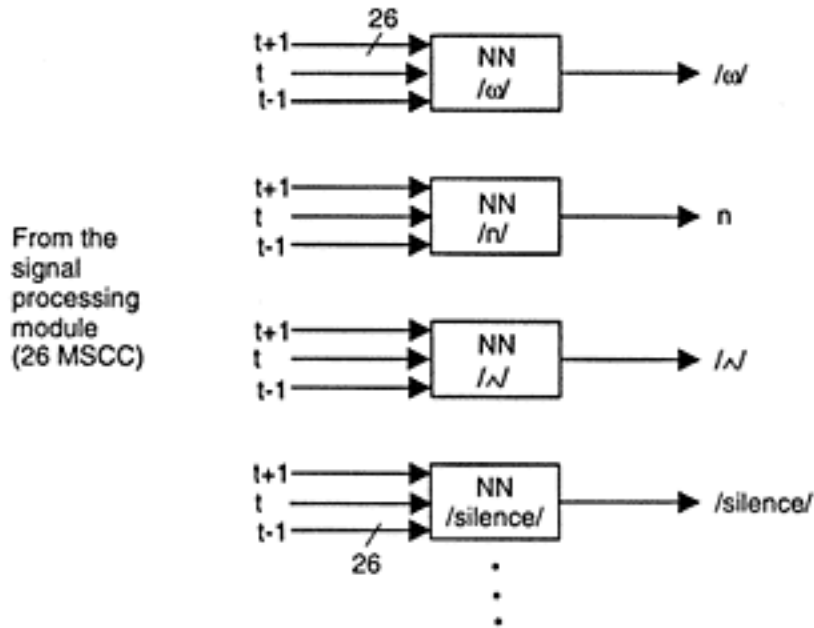 26
t+1
t
t-1
NN
/ω/
/ω/
t+1
t
t-1
NN
/n/
n
From the
signal
processing
module
(26 MSCC)
t+1
t
t-1
NN
/ʌ/
/ʌ/
t+1
t
t-1
26
NN
/silence/
/silence/